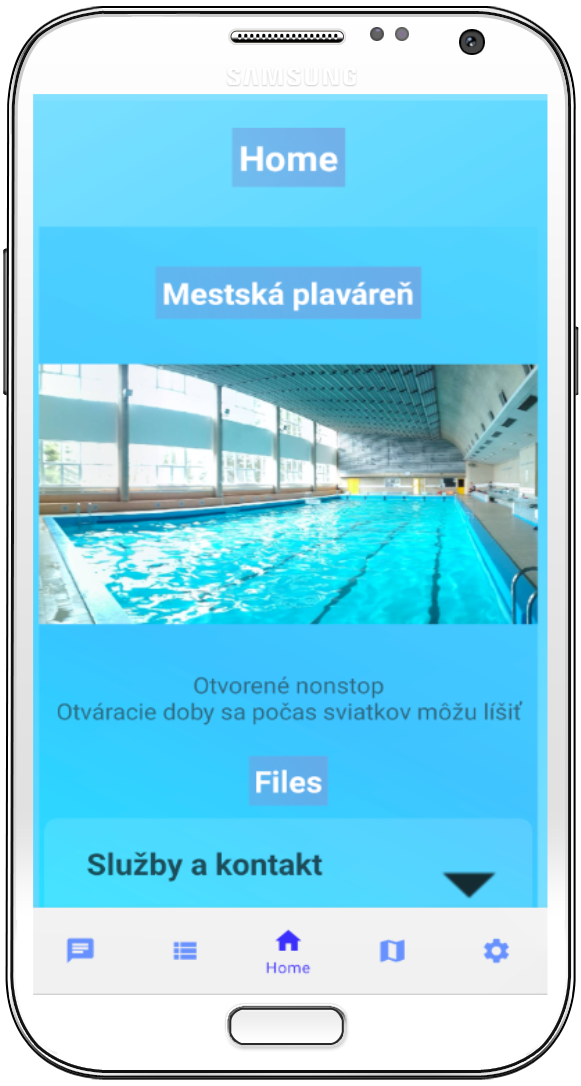 SAMSUNG
Home
Mestská plaváreň
Otvorené nonstop
Otváracie doby sa počas sviatkov môžu líšiť
Files
Služby a kontakt
Home